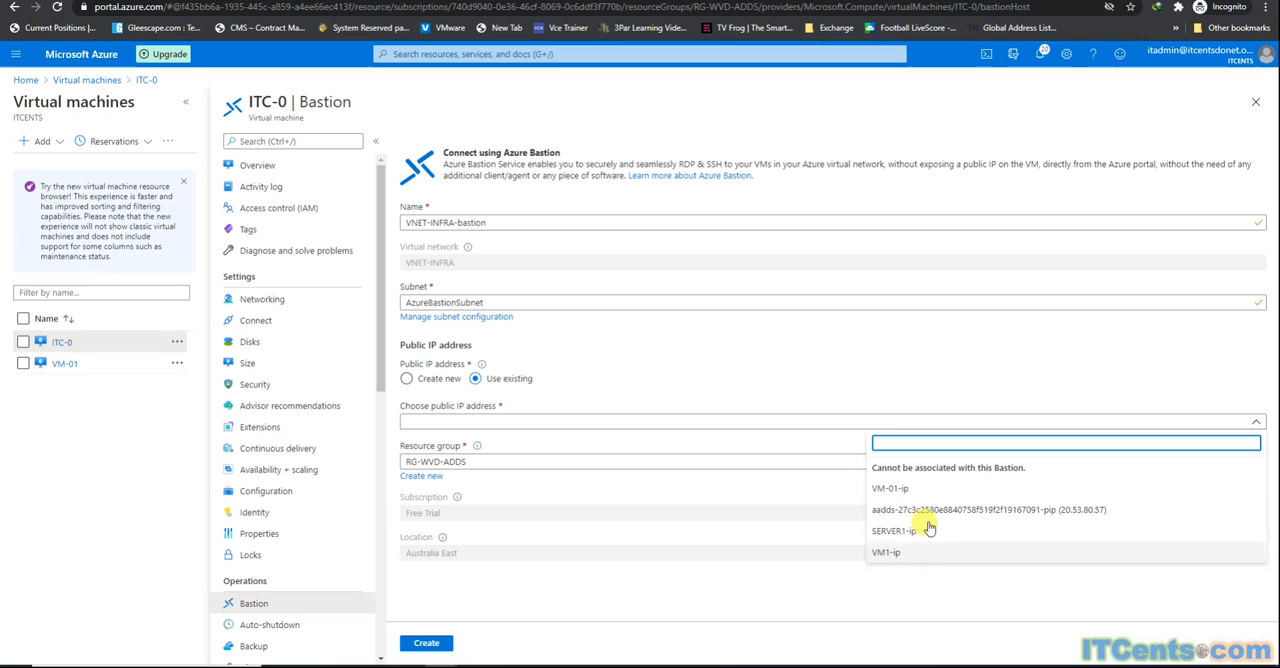 portal.azure.com/#@f435bb6a-1935-445c-a859-a4ee66ec413f/resource/subscriptions/740d9040-3e36-46cf-8069-0c6ddf3f770b/resourceGroups/RG-WVD-ADDS/providers/Microsoft.Compute/virtualMachines/ITC-0/bastionHost
Incognito
Current Positions |...
Gleescape.com : Te...
CMS – Contract Ma...
System Reserved pa...
VMware
New Tab
Vce Trainer
3Par Learning Vide...
TV Frog | The Smart...
Exchange
Football LiveScore -...
Global Address List...
»
Other bookmarks
Microsoft Azure
Upgrade
Search resources, services, and docs (G+/)
20
itadmin@itcentsdonet.o...
ITCENTS
Home > Virtual machines > ITC-0
Virtual machines
ITCENTS
Add
Reservations
Try the new virtual machine resource
browser! This experience is faster and
has improved sorting and filtering
capabilities. Please note that the new
experience will not show classic virtual
machines and does not include
support for some columns such as
maintenance status.
Filter by name...
Name
ITC-0
VM-01
ITC-0 | Bastion
Virtual machine
Search (Ctrl+/)
Overview
Activity log
Access control (IAM)
Tags
Diagnose and solve problems
Settings
Networking
Connect
Disks
Size
Security
Advisor recommendations
Extensions
Continuous delivery
Availability + scaling
Configuration
Identity
Properties
Locks
Operations
Bastion
Auto-shutdown
Backup
Connect using Azure Bastion
Azure Bastion Service enables you to securely and seamlessly RDP & SSH to your VMs in your Azure virtual network, without exposing a public IP on the VM, directly from the Azure portal, without the need of any
additional client/agent or any piece of software. Learn more about Azure Bastion.
Name *
VNET-INFRA-bastion
Virtual network
VNET-INFRA
Subnet *
AzureBastionSubnet
Manage subnet configuration
Public IP address
Public IP address *
Create new
Use existing
Choose public IP address *
Resource group *
RG-WVD-ADDS
Create new
Subscription
Free Trial
Location
Australia East
Cannot be associated with this Bastion.
VM-01-ip
aadds-27c3c2580e8840758f519f2f19167091-pip (20.53.80.57)
SERVER1-ip
VM1-ip
Create
ITCents.com